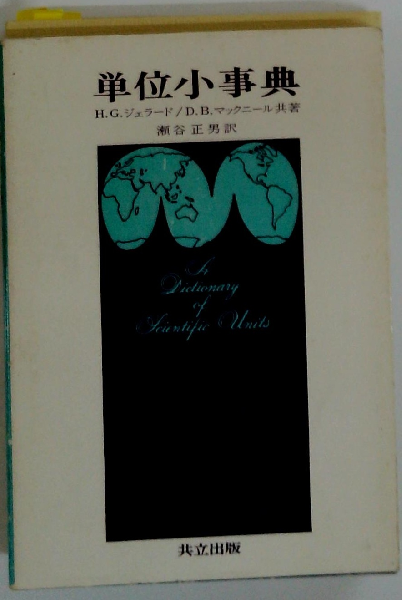 単位小事典
H.G.ジェラード/D.B.マックニール共著
瀬谷正男訳
A
Dictionary
of
Scientific Units
共立出版